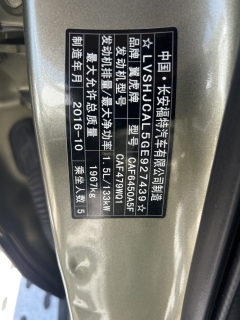 中国·长安福特汽车有限公司制造
☆LVSHJCAL5GE927439☆
品牌 翼虎牌 型号 CAF6450A5F
发动机型号 CAF479WQ1
发动机排量/最大净功率 1.5L/133kW
最大允许总质量 1967kg
制造年月 2016-10 乘坐人数 5